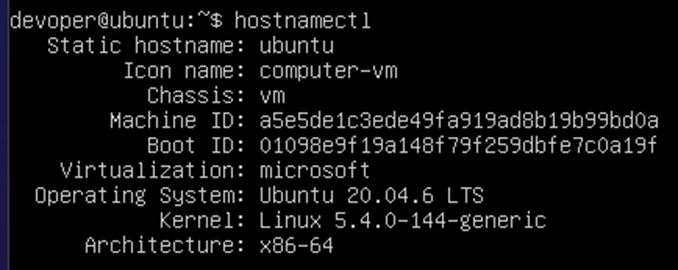 devoper@ubuntu:~$ hostnamectl
Static hostname: ubuntu
Icon name: computer-vm
Chassis: vm
Machine ID: a5e5de1c3ede49fa919ad8b19b99bd0a
Boot ID: 01098e9f19a148f79f259dbfe7c0a19f
Virtualization: microsoft
Operating System: Ubuntu 20.04.6 LTS
Kernel: Linux 5.4.0-144-generic
Architecture: x86-64